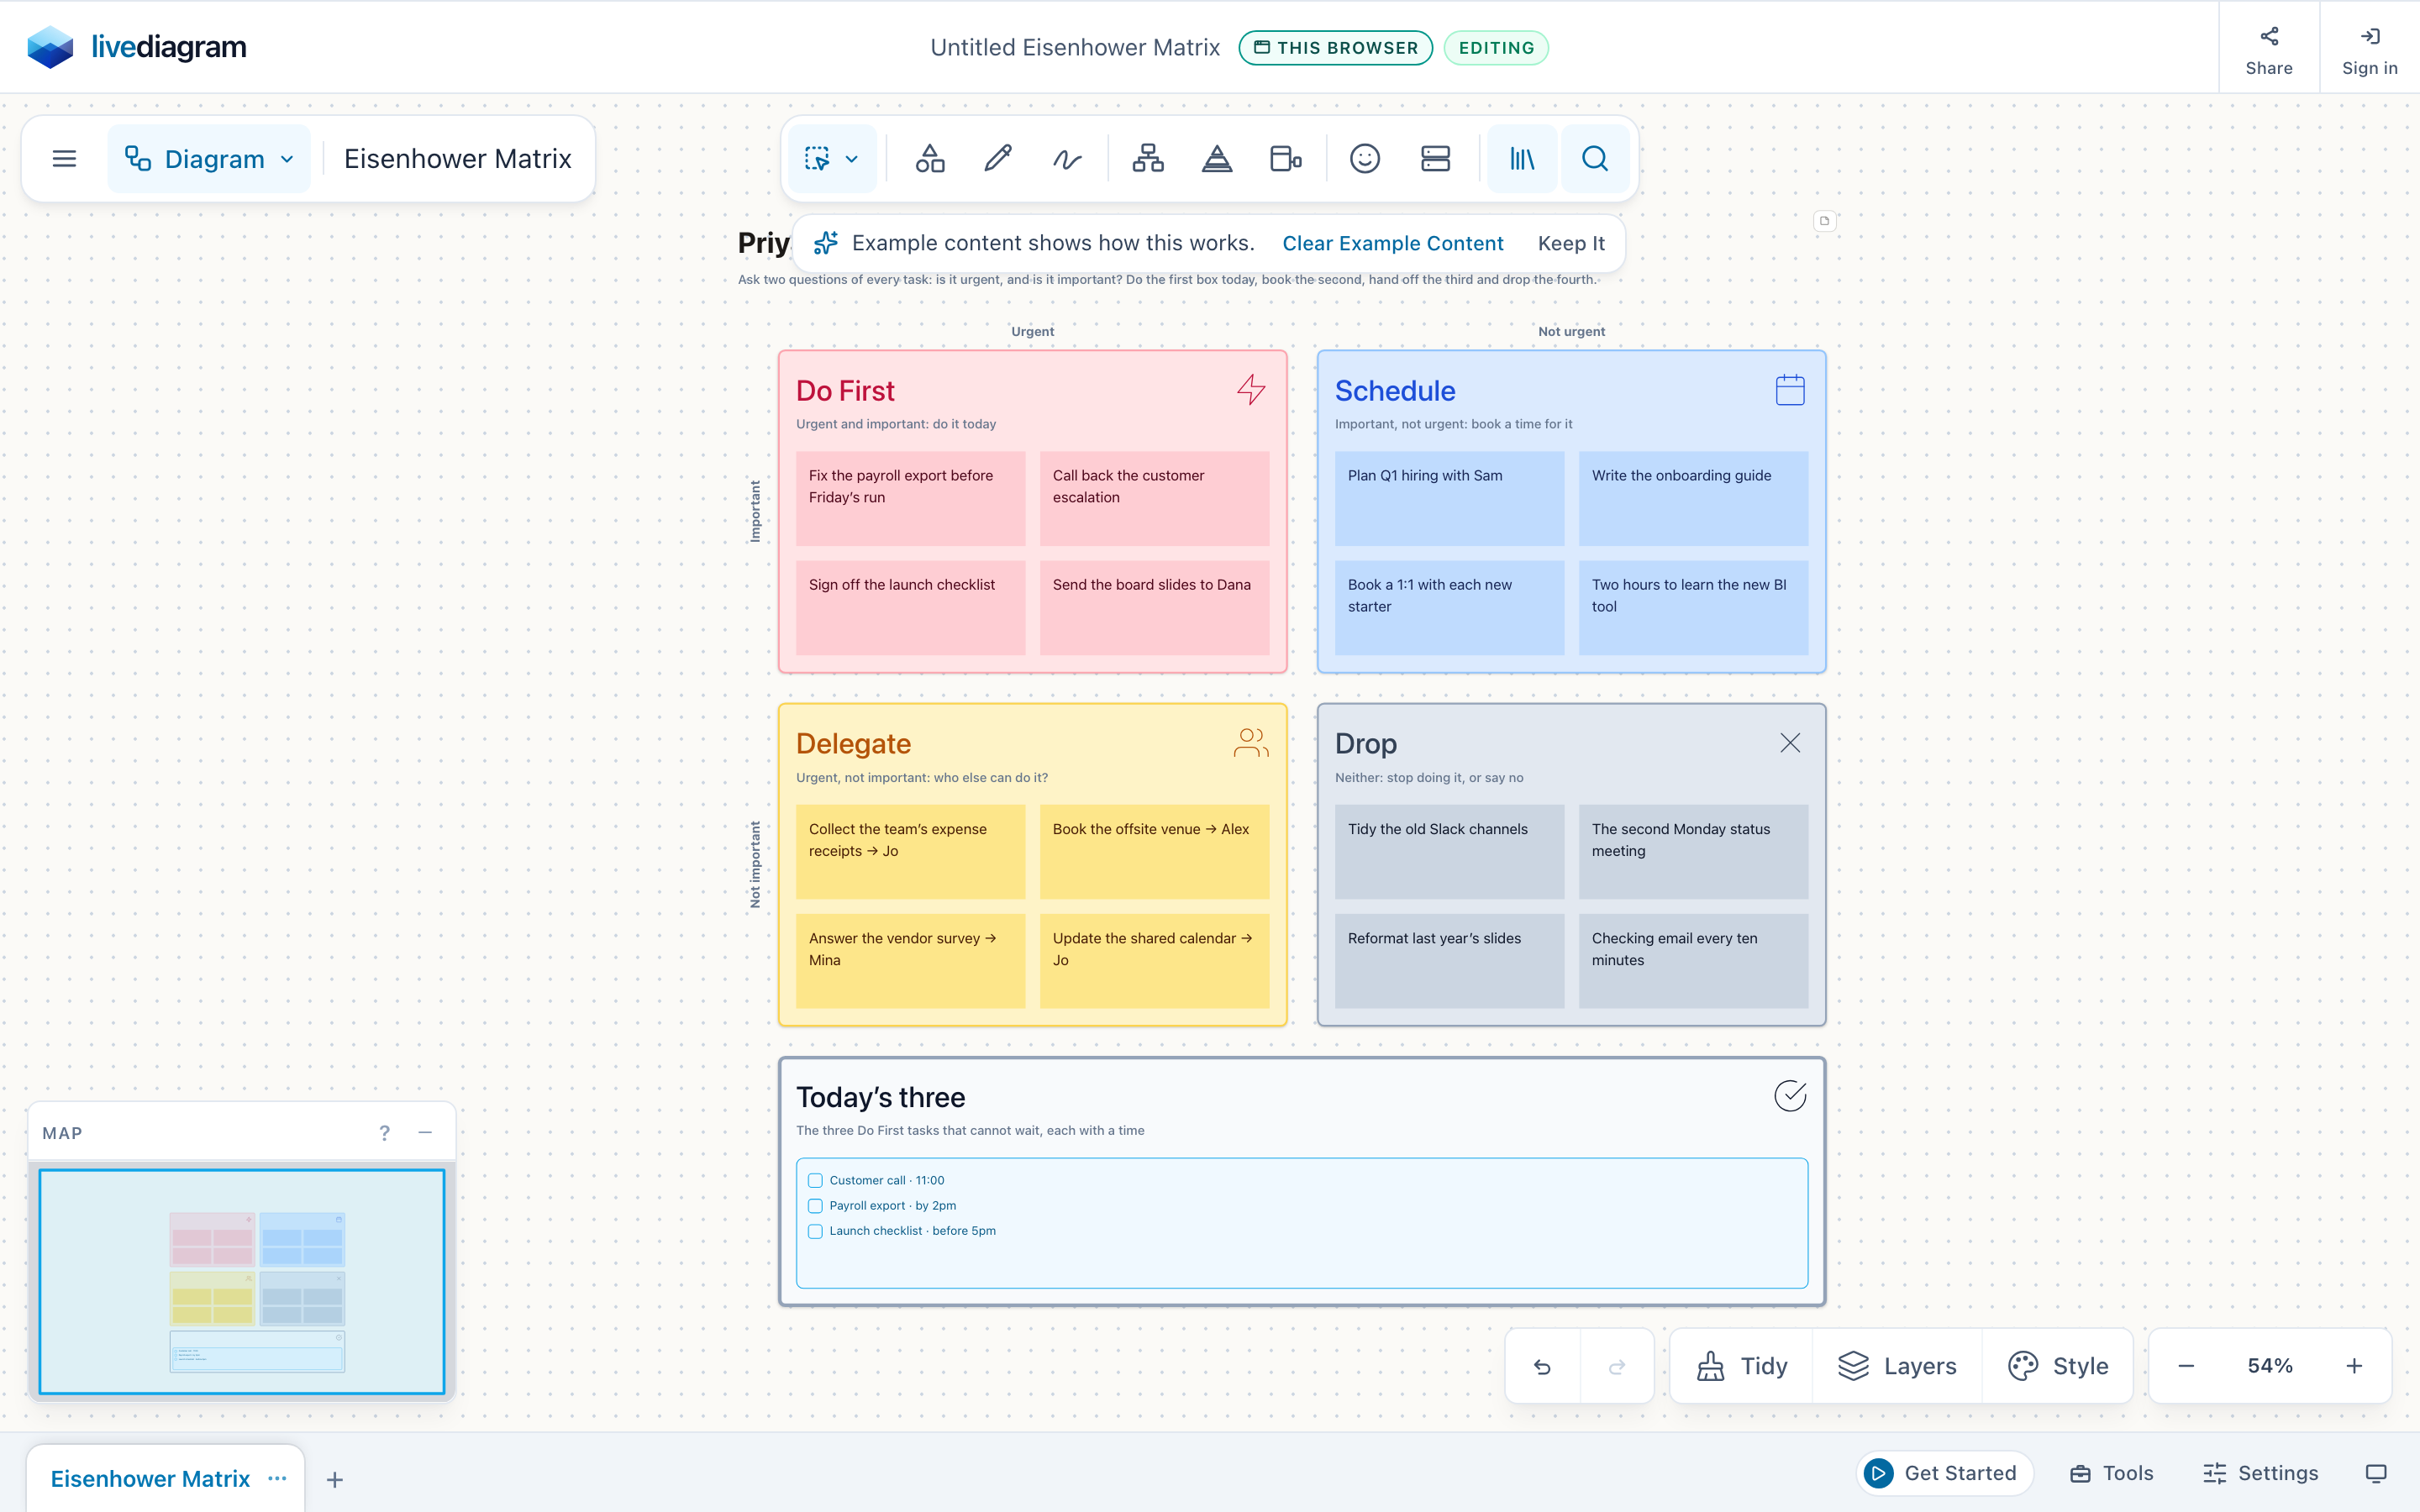 livediagram
Untitled Eisenhower Matrix
THIS BROWSER
EDITING
Share
Sign in
Diagram
Eisenhower Matrix
Example content shows how this works.
Clear Example Content
Keep It
Ask two questions of every task: is it urgent, and is it important? Do the first box today, book the second, hand off the third and drop the fourth.
Urgent
Not urgent
Important
Do First
Urgent and important: do it today
Fix the payroll export before
Friday’s run
Call back the customer
escalation
Sign off the launch checklist
Send the board slides to Dana
Schedule
Important, not urgent: book a time for it
Plan Q1 hiring with Sam
Write the onboarding guide
Book a 1:1 with each new
starter
Two hours to learn the new BI
tool
Not important
Delegate
Urgent, not important: who else can do it?
Collect the team’s expense
receipts → Jo
Book the offsite venue → Alex
Answer the vendor survey →
Mina
Update the shared calendar →
Jo
Drop
Neither: stop doing it, or say no
Tidy the old Slack channels
The second Monday status
meeting
Reformat last year’s slides
Checking email every ten
minutes
Today’s three
The three Do First tasks that cannot wait, each with a time
Customer call · 11:00
Payroll export · by 2pm
Launch checklist · before 5pm
MAP
?
Tidy
Layers
Style
54%
Eisenhower Matrix
Get Started
Tools
Settings